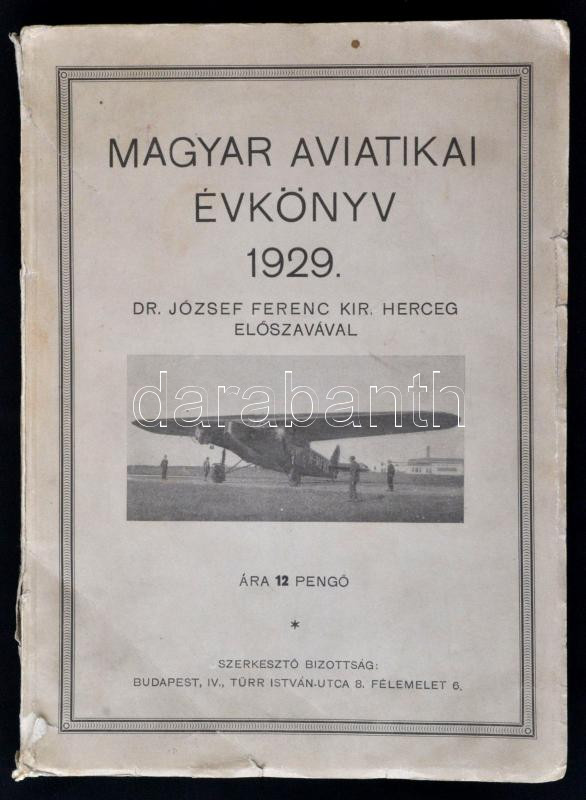 MAGYAR AVIATIKAI
ÉVKÖNYV
1929.
DR. JÓZSEF FERENC KIR. HERCEG
ELŐSZAVÁVAL
darabanth
ÁRA 12 PENGŐ
*
SZERKESZTŐ BIZOTTSÁG:
BUDAPEST, IV., TÜRR ISTVÁN-UTCA 8. FÉLEMELET 6.